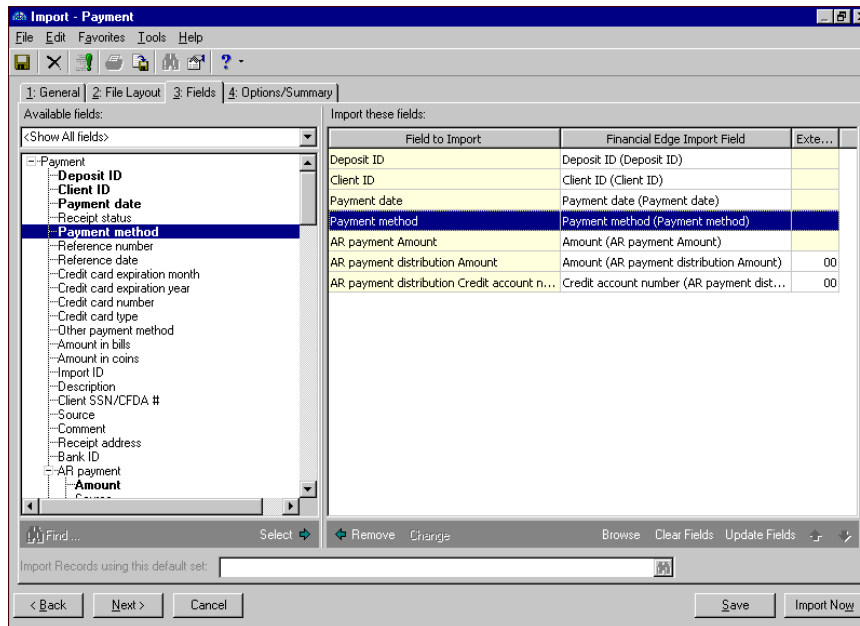 Import - Payment
File Edit Favorites Tools Help
1: General 2: File Layout 3: Fields 4: Options/Summary
Available fields:
<Show All fields>
Payment
Deposit ID
Client ID
Payment date
Receipt status
Payment method
Reference number
Reference date
Credit card expiration month
Credit card expiration year
Credit card number
Credit card type
Other payment method
Amount in bills
Amount in coins
Import ID
Description
Client SSN/CFDA #
Source
Comment
Receipt address
Bank ID
AR payment
Amount
Find ... Select
Import these fields:
Field to Import Financial Edge Import Field Exte...
Deposit ID Deposit ID (Deposit ID)
Client ID Client ID (Client ID)
Payment date Payment date (Payment date)
Payment method Payment method (Payment method)
AR payment Amount Amount (AR payment Amount)
AR payment distribution Amount Amount (AR payment distribution Amount) 00
AR payment distribution Credit account n... Credit account number (AR payment dist... 00
Remove Change Browse Clear Fields Update Fields
Import Records using this default set:
< Back Next > Cancel Save Import Now